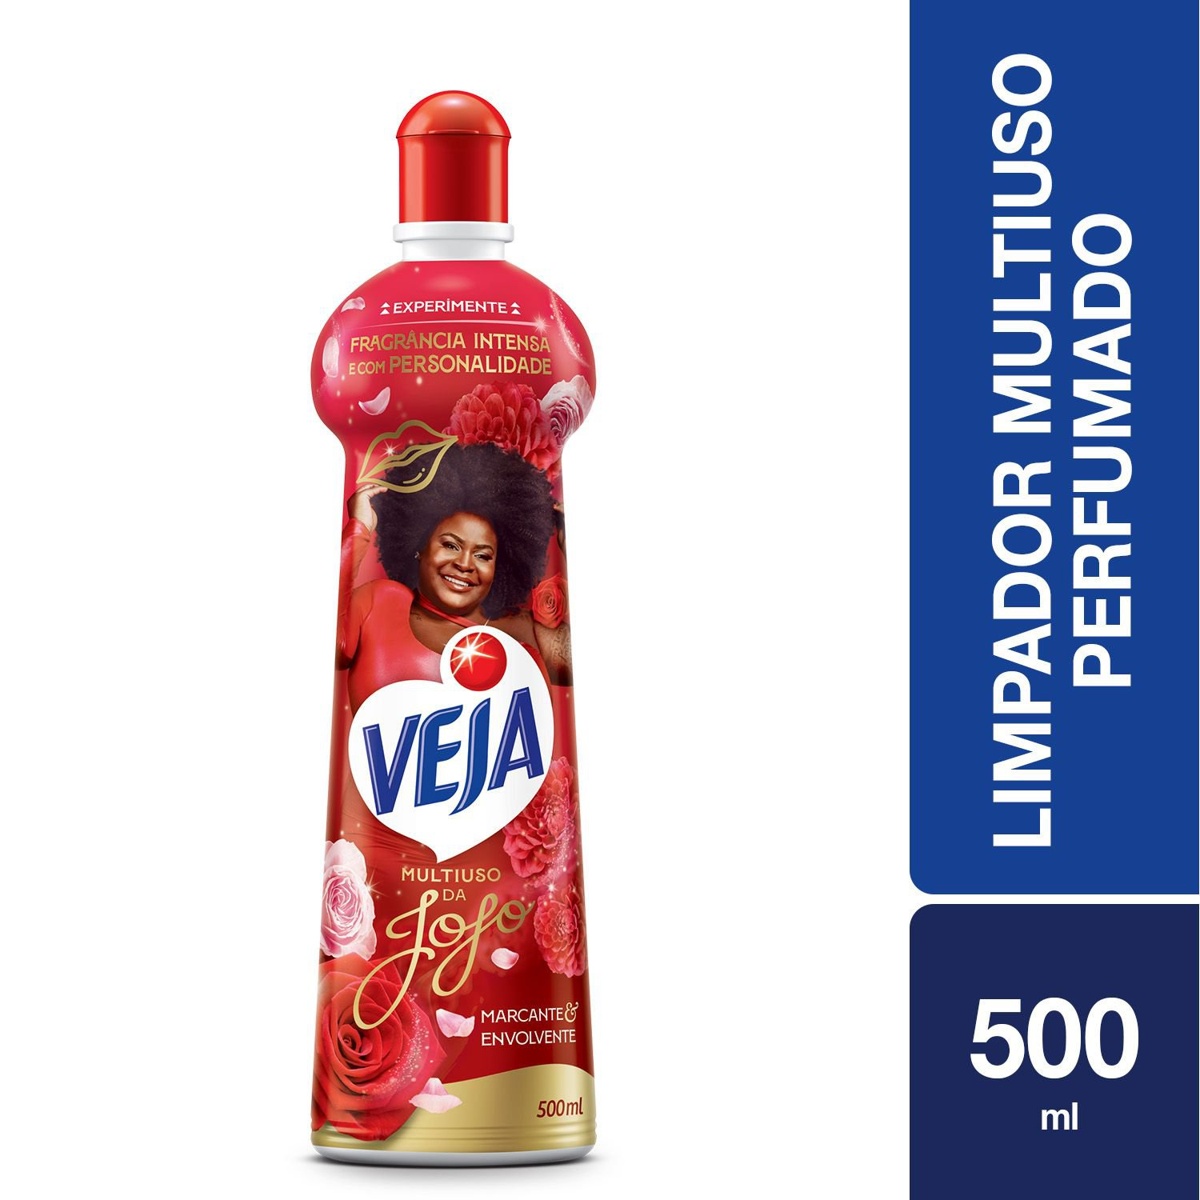 EXPERIMENTE
FRAGRÂNCIA INTENSA
E COM PERSONALIDADE
VEJA
MULTIUSO
DA
Jojo
MARCANTE &
ENVOLVENTE
500ml
LIMPADOR MULTIUSO
PERFUMADO
500
ml